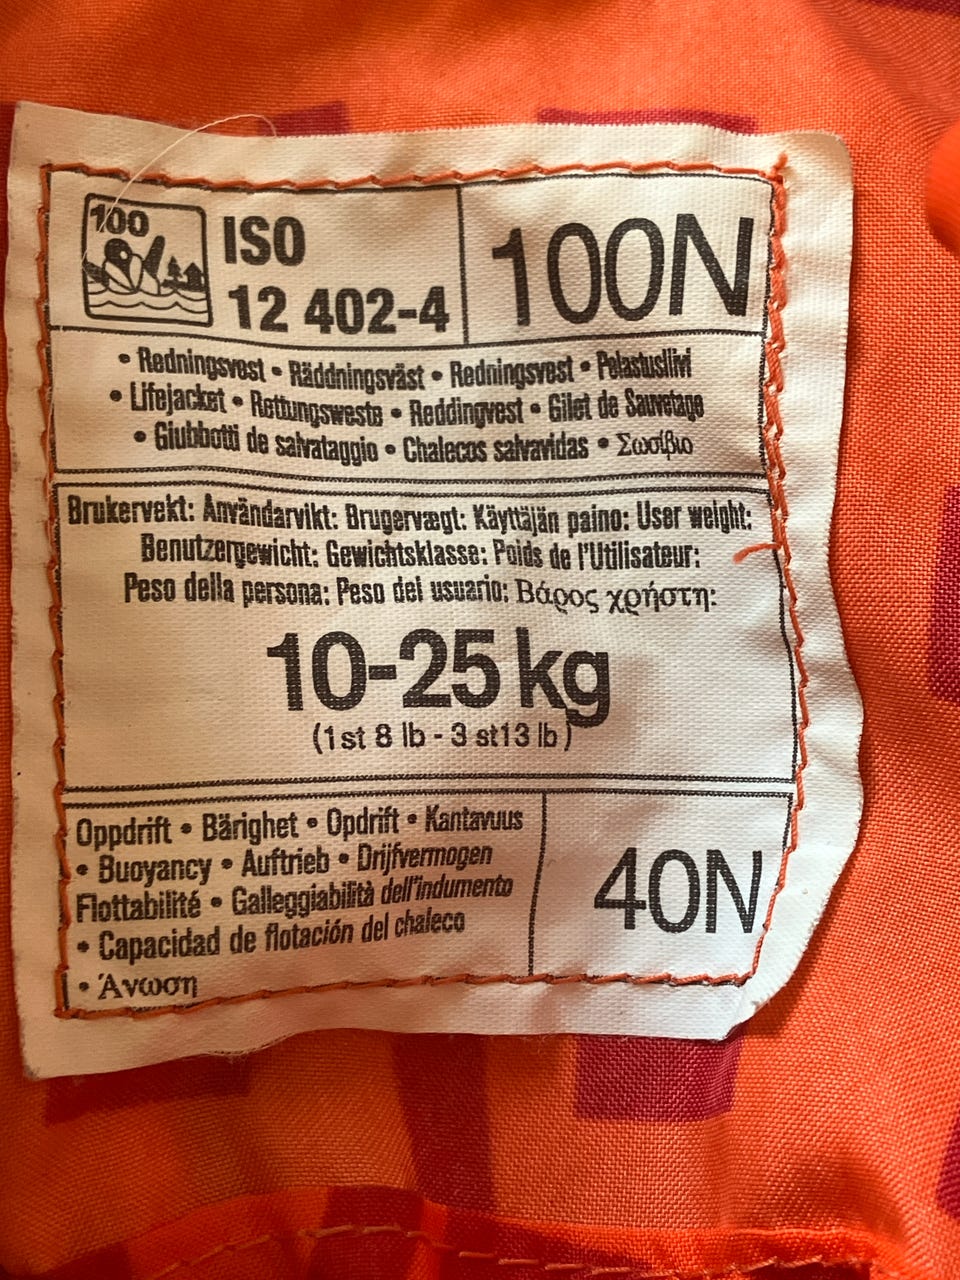 100
ISO
12 402-4
100N
• Redningsvest • Räddningsväst • Redningsvest • Pelastusliivi
• Lifejacket • Rettungsweste • Reddingvest • Gilet de Sauvetage
• Giubbotti de salvataggio • Chalecos salvavidas • Σωσίβιο
Brukervekt: Användarvikt: Brugervægt: Käyttäjän paino: User weight:
Benutzergewicht: Gewichtsklasse: Poids de l'Utilisateur:
Peso della persona: Peso del usuario: Βάρος χρήστη:
10-25 kg
(1st 8 lb - 3 st13 lb)
Oppdrift • Bärighet • Opdrift • Kantavuus
• Buoyancy • Auftrieb • Drijfvermogen
Flottabilité • Galleggiabilità dell'indumento
• Capacidad de flotación del chaleco
• Άνωση
40N